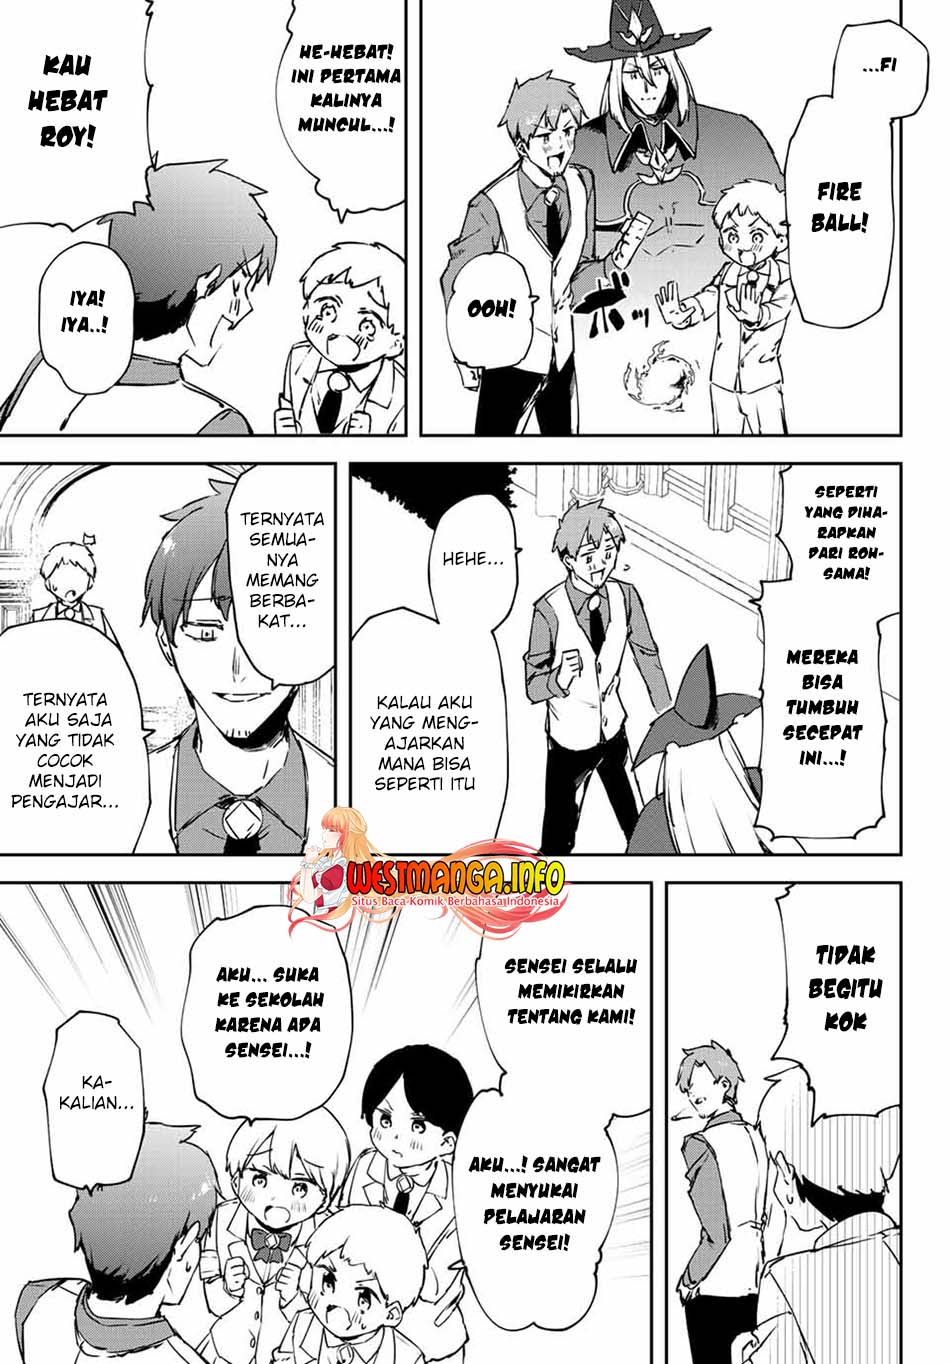 ...FI
FIRE
BALL!
OOH!
HE-HEBAT!
INI PERTAMA
KALINYA
MUNCUL...!
KAU
HEBAT
ROY!
IYA!
IYA..!
SEPERTI
YANG DIHA-
RAPKAN
DARI ROH-
SAMA!
MEREKA
BISA
TUMBUH
SECEPAT
INI...!
HEHE...
KALAU AKU
YANG MENG-
AJARKAN
MANA BISA
SEPERTI ITU
TERNYATA
SEMUA-
NYA
MEMANG
BERBA-
KAT...
TERNYATA
AKU SAJA
YANG TIDAK
COCOK
MENJADI
PENGAJAR...
WESTMANGA.INFO
Situs Baca Komik Berbahasa Indonesia
TIDAK
BEGITU
KOK
SENSEI SELALU
MEMIKIRKAN
TENTANG KAMI!
AKU...! SANGAT
MENYUKAI
PELAJARAN
SENSEI!
AKU... SUKA
KE SEKOLAH
KARENA ADA
SENSEI...!
KA-
KALIAN...